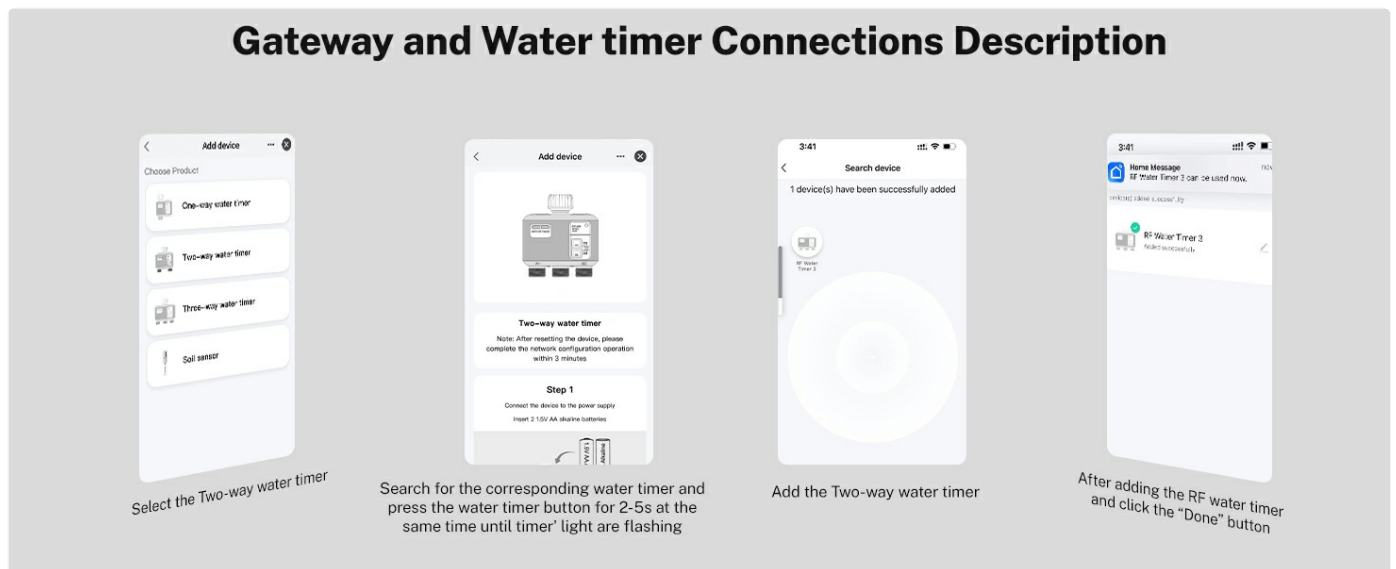 Gateway and Water timer Connections Description
Add device
Choose Product
One-way water timer
Two-way water timer
Three-way water timer
Soil sensor
Select the Two-way water timer
Add device
Two-way water timer
Note: After resetting the device, please
complete the network configuration operation
within 3 minutes
Step 1
Connect the device to the power supply
Insert 2 1.5V AA alkaline batteries
1.5V AA
Alkaline
Search for the corresponding water timer and
press the water timer button for 2-5s at the
same time until timer' light are flashing
3:41
Search device
1 device(s) have been successfully added
RF Water
Timer 3
Add the Two-way water timer
3:41
Home Message
RF Water Timer 3 can be used now.
RF Water Timer 3
Added successfully
After adding the RF water timer
and click the “Done” button